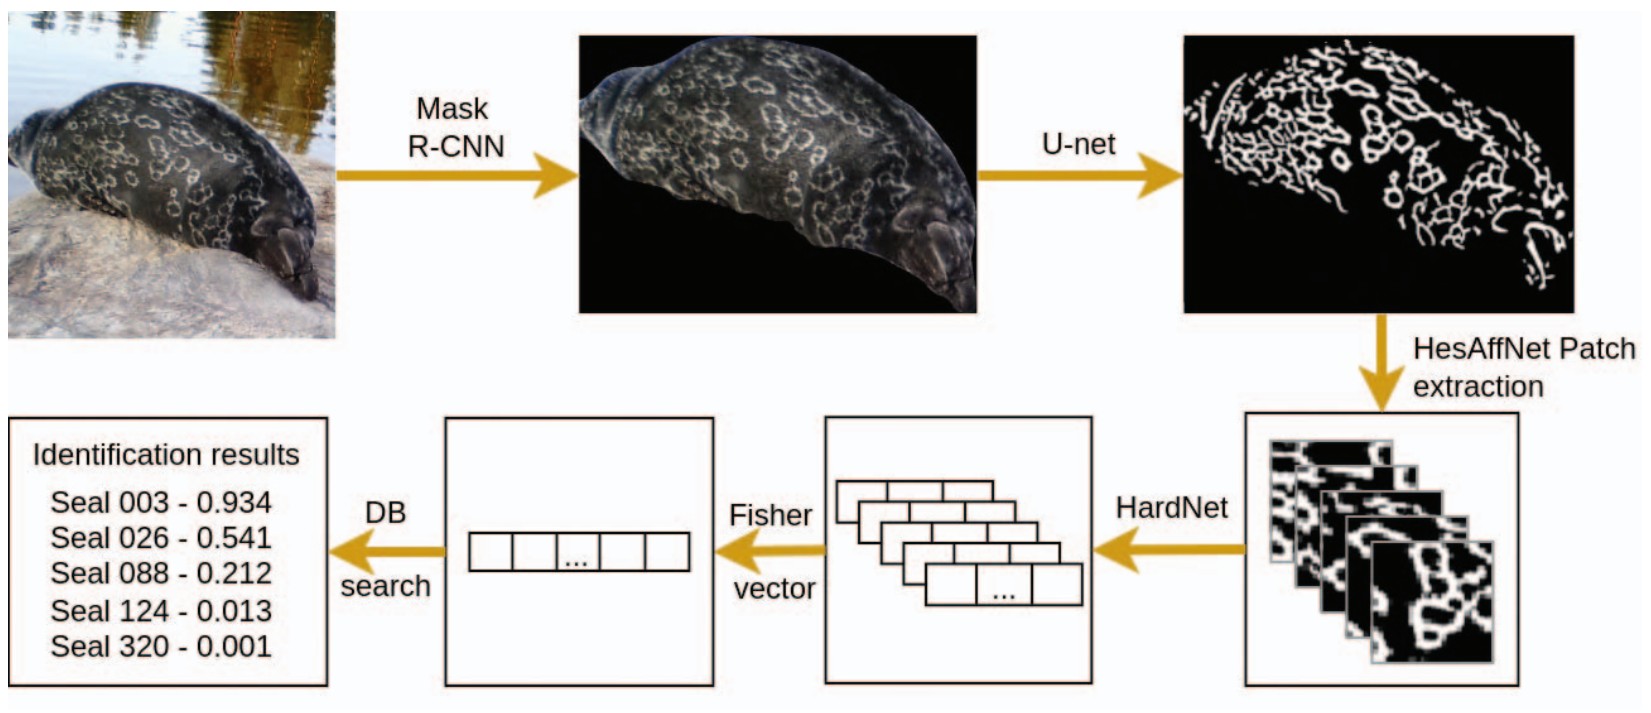 Mask
R-CNN
U-net
HesAffNet Patch
extraction
HardNet
...
Fisher
vector
...
DB
search
Identification results
Seal 003 - 0.934
Seal 026 - 0.541
Seal 088 - 0.212
Seal 124 - 0.013
Seal 320 - 0.001